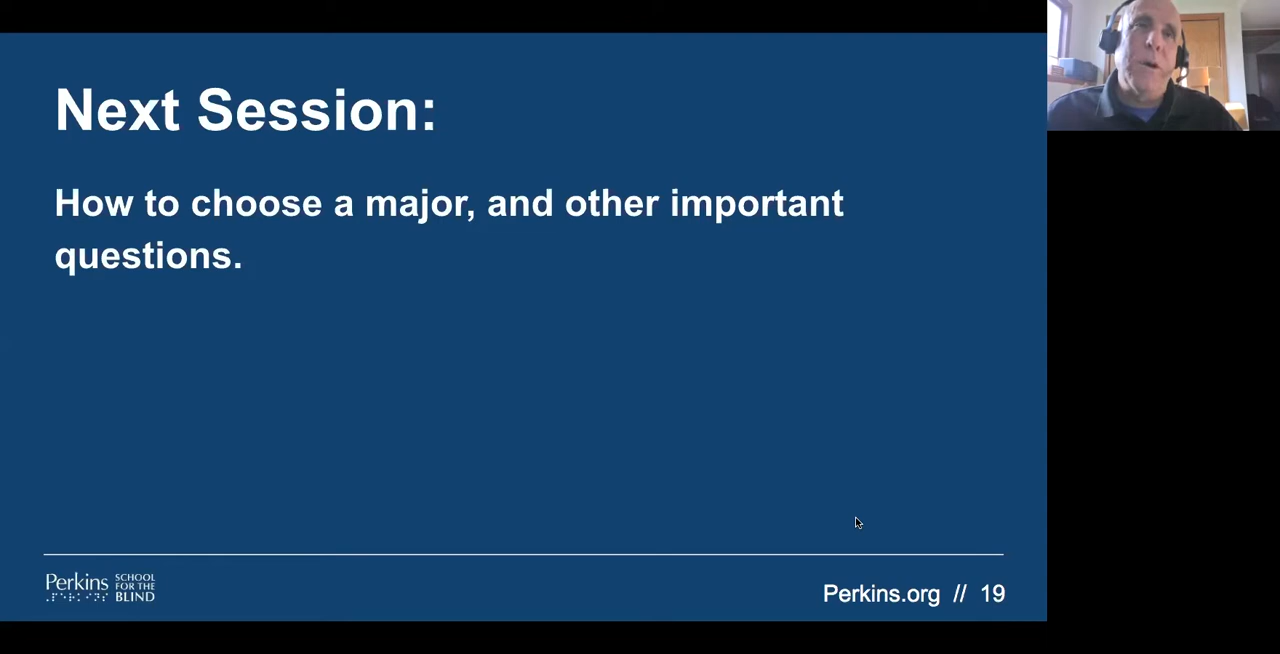 Next Session:
How to choose a major, and other important
questions.
Perkins SCHOOL
FOR THE
BLIND
⠠⠏⠑⠗⠅⠊⠝⠎
Perkins.org // 19